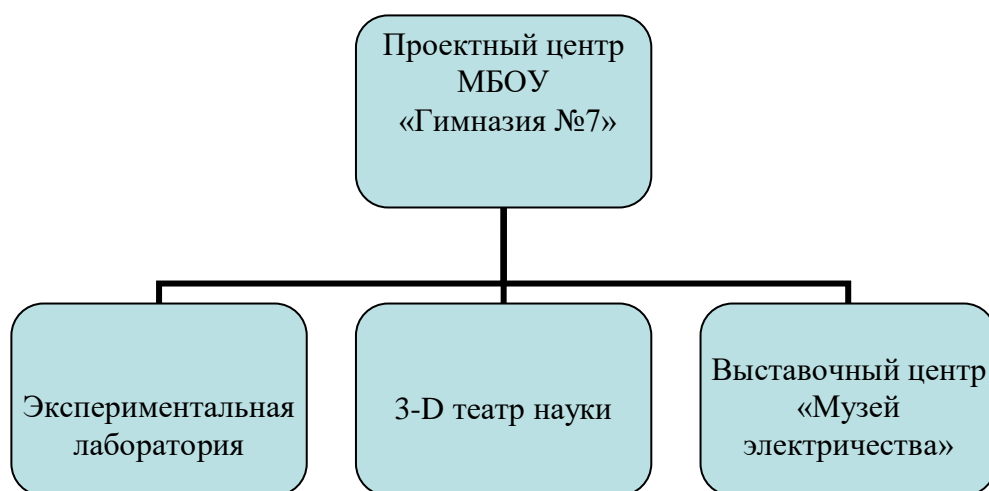 Проектный центр
МБОУ
«Гимназия №7»
Экспериментальная
лаборатория
3-D театр науки
Выставочный центр
«Музей
электричества»